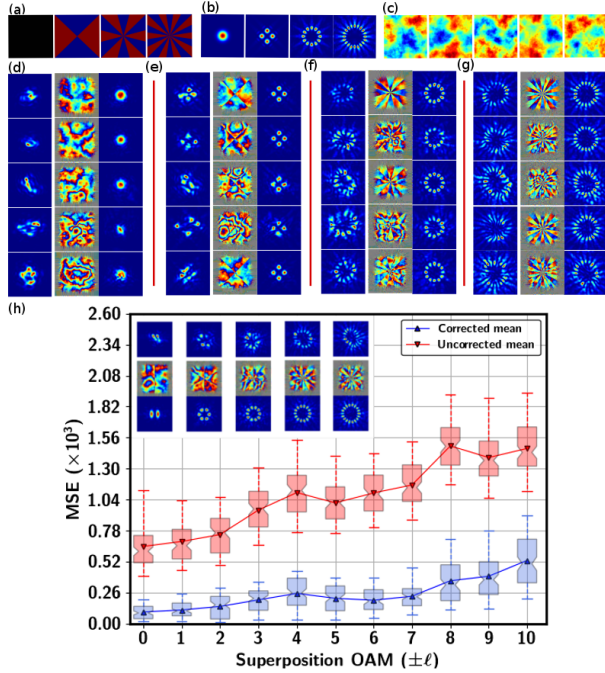 (a)
(b)
(c)
(d)
(e)
(f)
(g)
(h)
2.60
2.34
2.08
1.82
1.56
1.30
1.04
0.78
0.52
0.26
0.00
MSE (×10³)
Corrected mean
Uncorrected mean
0 1 2 3 4 5 6 7 8 9 10
Superposition OAM (±ℓ)